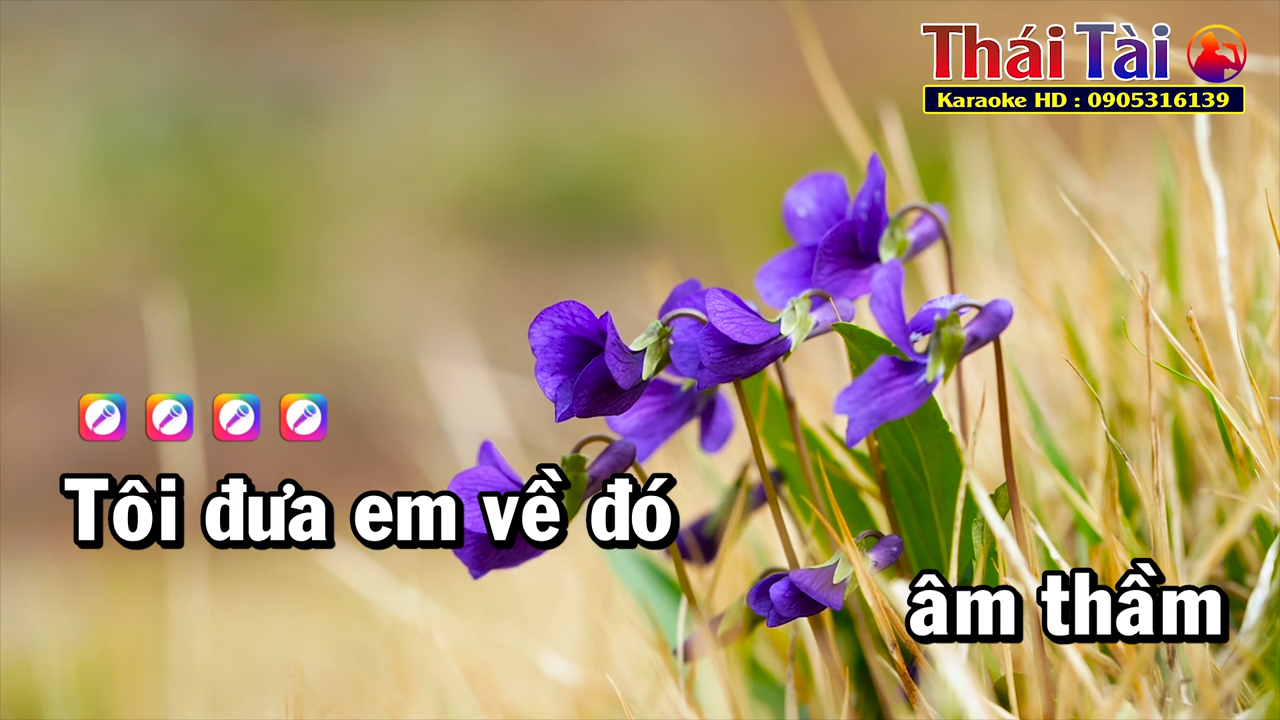 Thái Tài
Karaoke HD : 0905316139
Tôi đưa em về đó
âm thầm